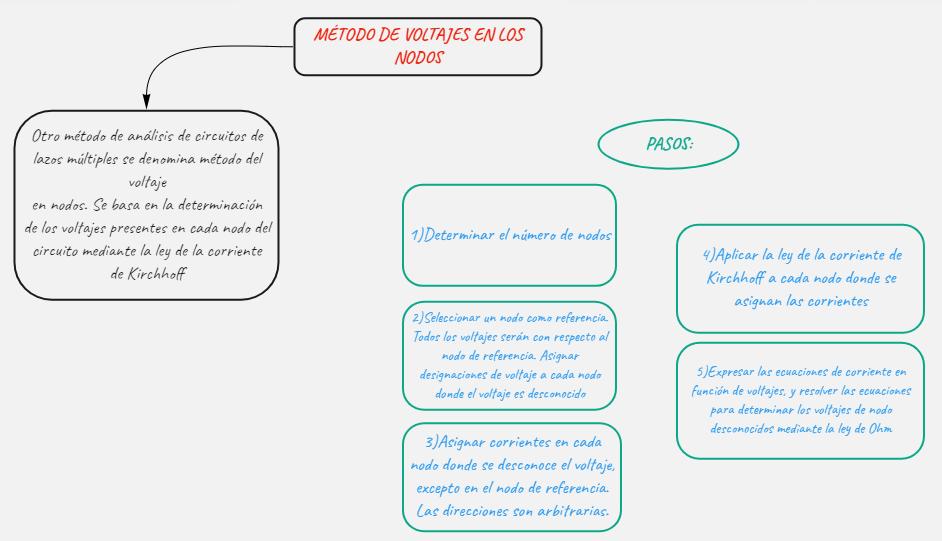 MÉTODO DE VOLTAJES EN LOS
NODOS
Otro método de análisis de circuitos de
lazos múltiples se denomina método del
voltaje
en nodos. Se basa en la determinación
de los voltajes presentes en cada nodo del
circuito mediante la ley de la corriente
de Kirchhoff
PASOS:
1)Determinar el número de nodos
2)Seleccionar un nodo como referencia.
Todos los voltajes serán con respecto al
nodo de referencia. Asignar
designaciones de voltaje a cada nodo
donde el voltaje es desconocido
3)Asignar corrientes en cada
nodo donde se desconoce el voltaje,
excepto en el nodo de referencia.
Las direcciones son arbitrarias.
4)Aplicar la ley de la corriente de
Kirchhoff a cada nodo donde se
asignan las corrientes
5)Expresar las ecuaciones de corriente en
función de voltajes, y resolver las ecuaciones
para determinar los voltajes de nodo
desconocidos mediante la ley de Ohm